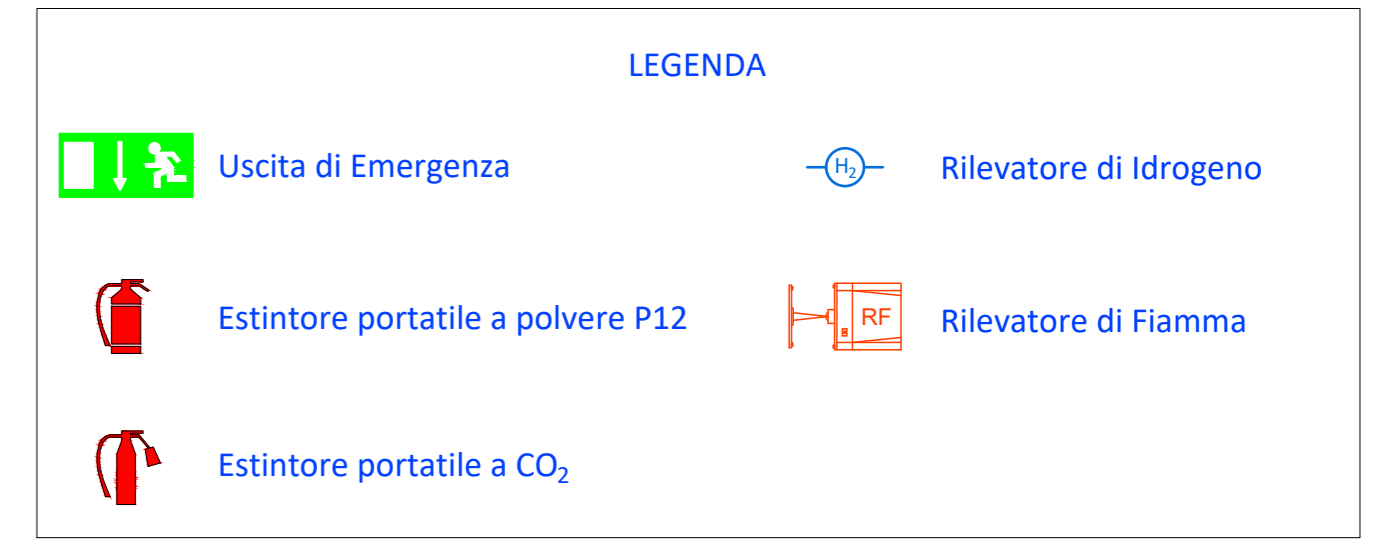 LEGENDA
Uscita di Emergenza
H₂
Rilevatore di Idrogeno
Estintore portatile a polvere P12
RF
Rilevatore di Fiamma
Estintore portatile a CO₂